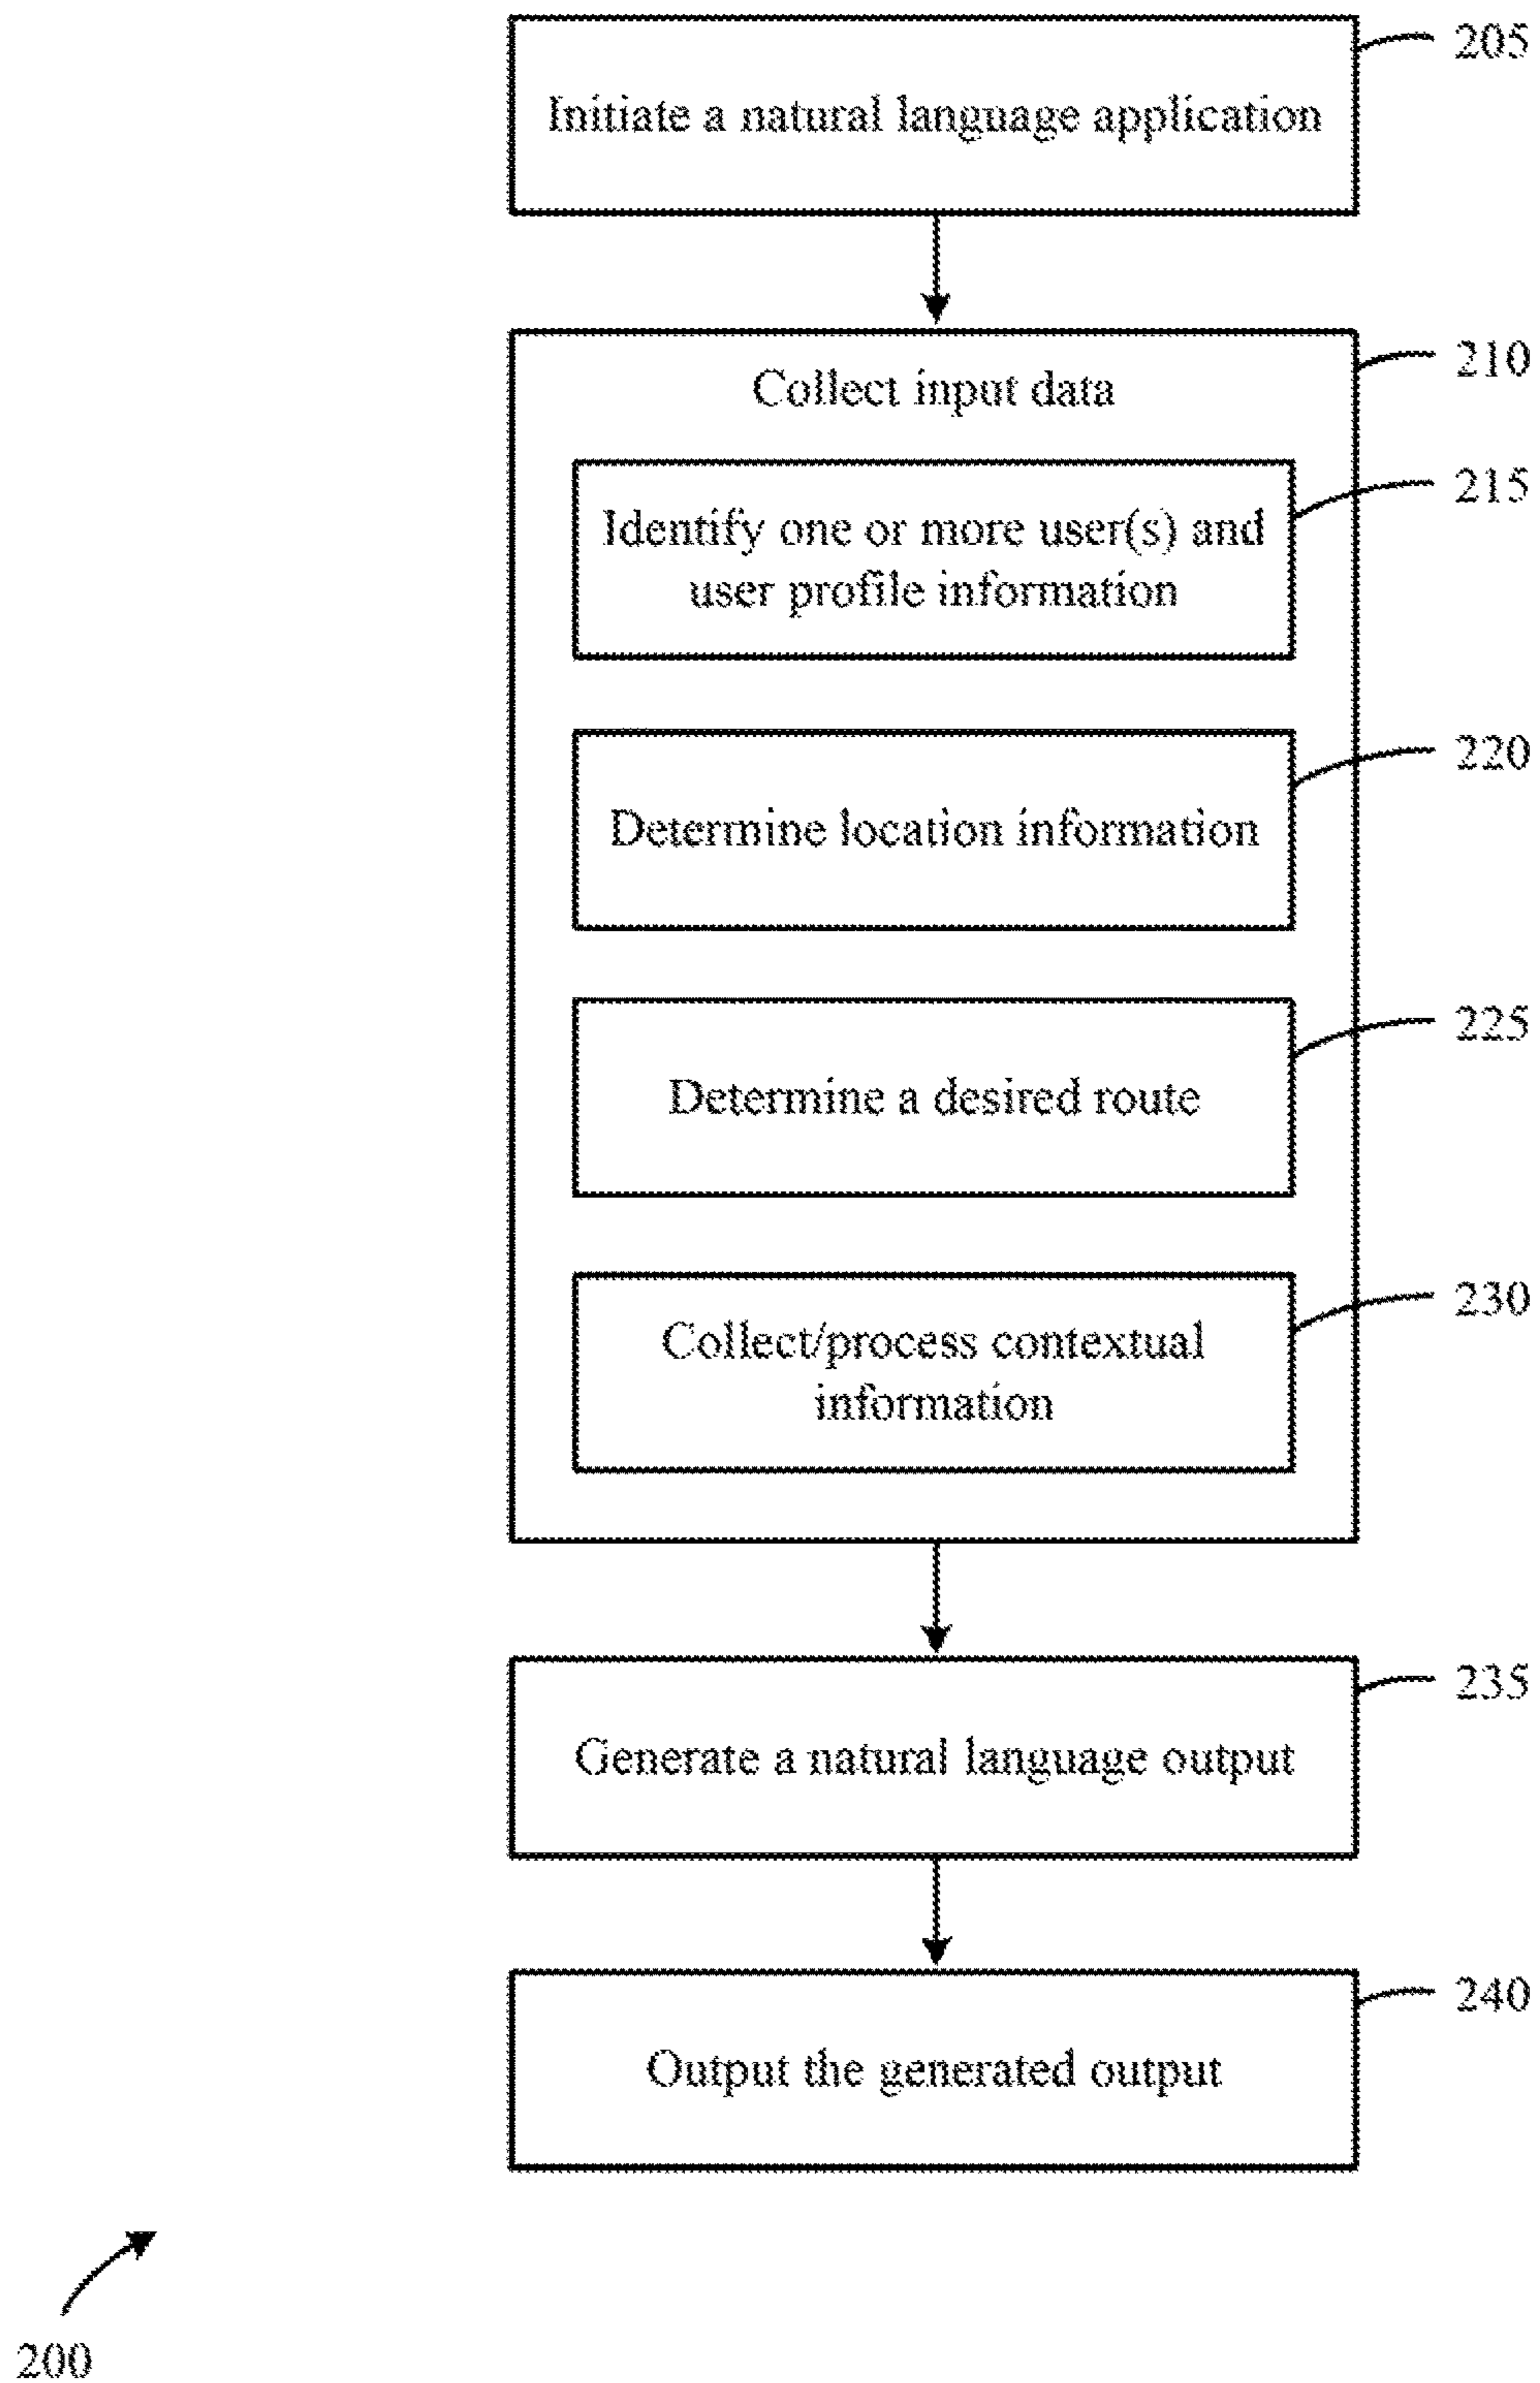 205
Initiate a natural language application
210
Collect input data
215
Identify one or more user(s) and
user profile information
220
Determine location information
225
Determine a desired route
230
Collect/process contextual
information
235
Generate a natural language output
240
Output the generated output
200